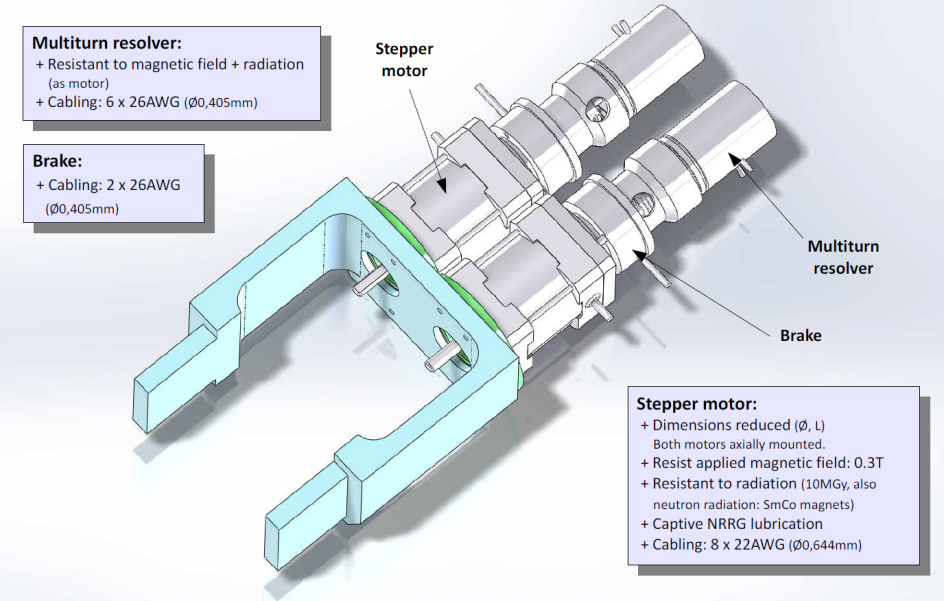 Multiturn resolver:
+ Resistant to magnetic field + radiation
(as motor)
+ Cabling: 6 x 26AWG (Ø0,405mm)
Brake:
+ Cabling: 2 x 26AWG
(Ø0,405mm)
Stepper
motor
Multiturn
resolver
Brake
Stepper motor:
+ Dimensions reduced (Ø, L)
Both motors axially mounted.
+ Resist applied magnetic field: 0.3T
+ Resistant to radiation (10MGy, also
neutron radiation: SmCo magnets)
+ Captive NRRG lubrication
+ Cabling: 8 x 22AWG (Ø0,644mm)